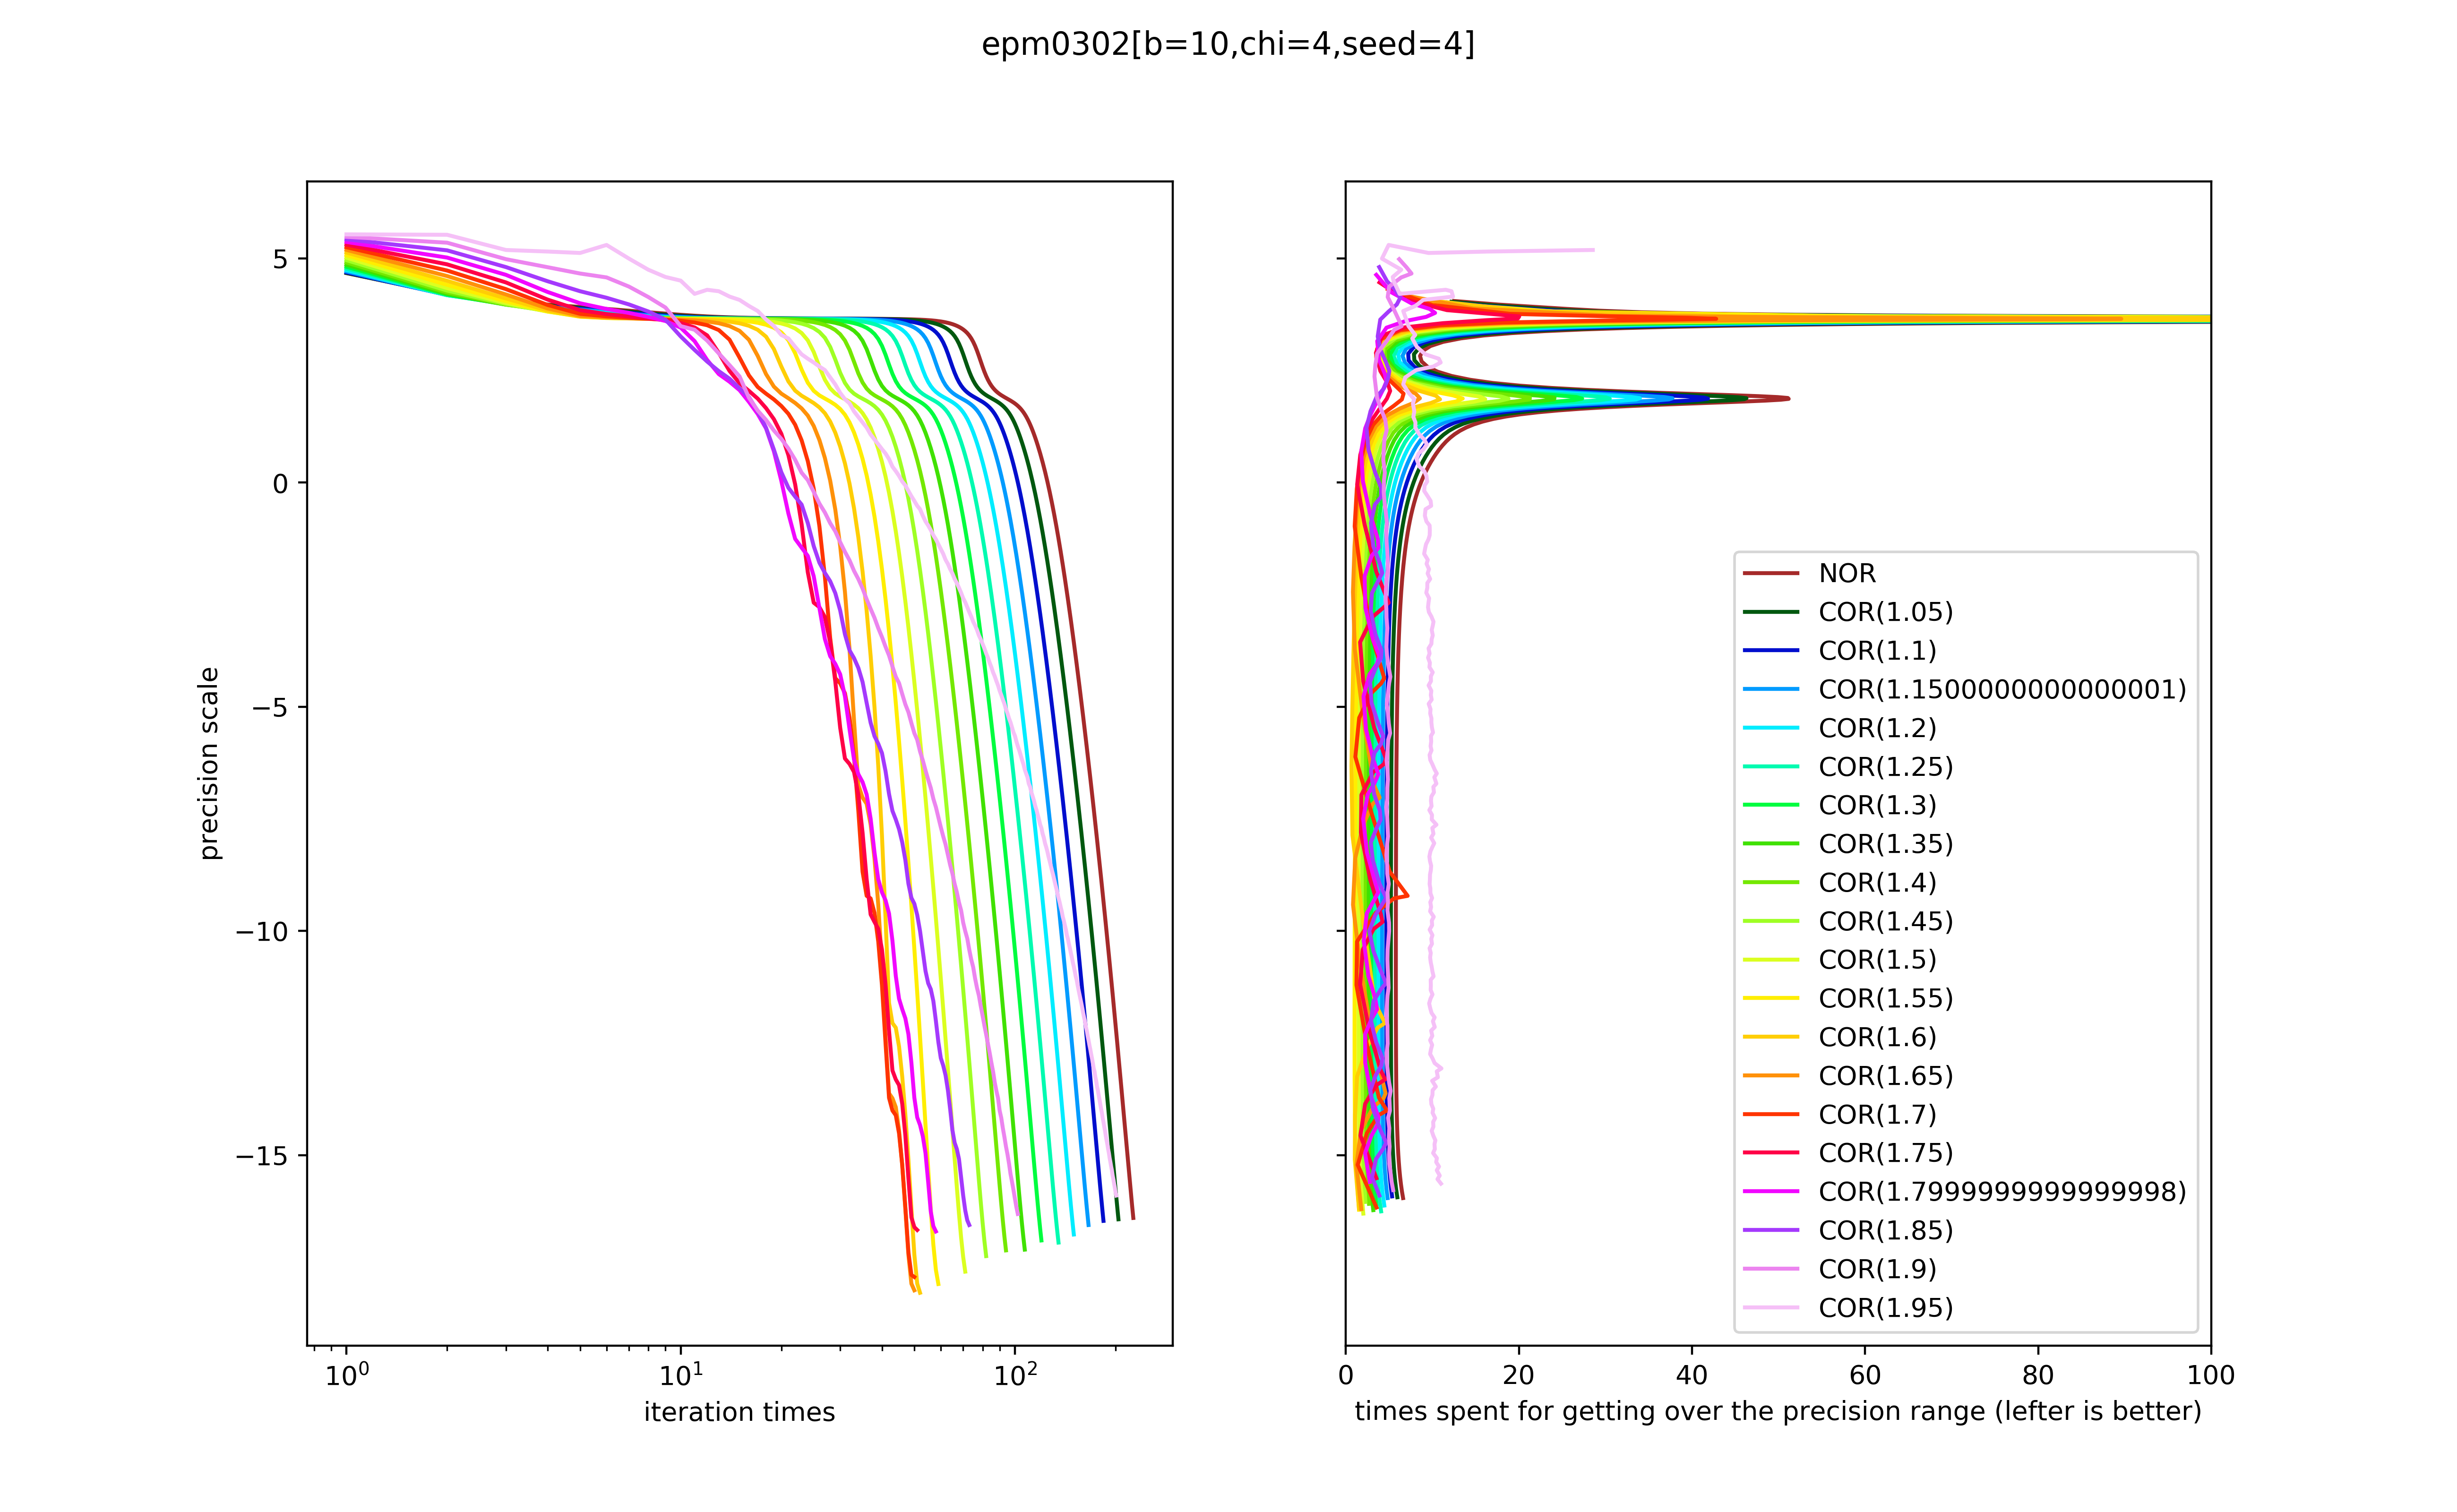 epm0302[b=10,chi=4,seed=4]
precision scale
5
0
−5
−10
−15
10^0
10^1
10^2
iteration times
NOR
COR(1.05)
COR(1.1)
COR(1.1500000000000001)
COR(1.2)
COR(1.25)
COR(1.3)
COR(1.35)
COR(1.4)
COR(1.45)
COR(1.5)
COR(1.55)
COR(1.6)
COR(1.65)
COR(1.7)
COR(1.75)
COR(1.7999999999999998)
COR(1.85)
COR(1.9)
COR(1.95)
0 20 40 60 80 100
times spent for getting over the precision range (lefter is better)